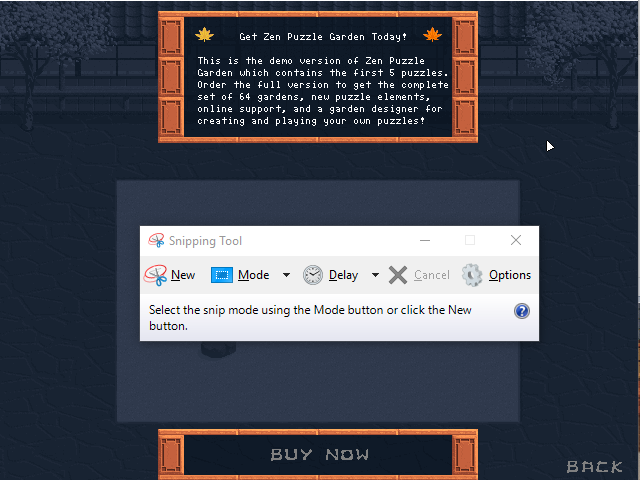 Get Zen Puzzle Garden Today!
This is the demo version of Zen Puzzle
Garden which contains the first 5 puzzles.
Order the full version to get the complete
set of 64 gardens, new puzzle elements,
online support, and a garden designer for
creating and playing your own puzzles!
Snipping Tool
New Mode Delay Cancel Options
Select the snip mode using the Mode button or click the New
button.
BUY NOW
BACK